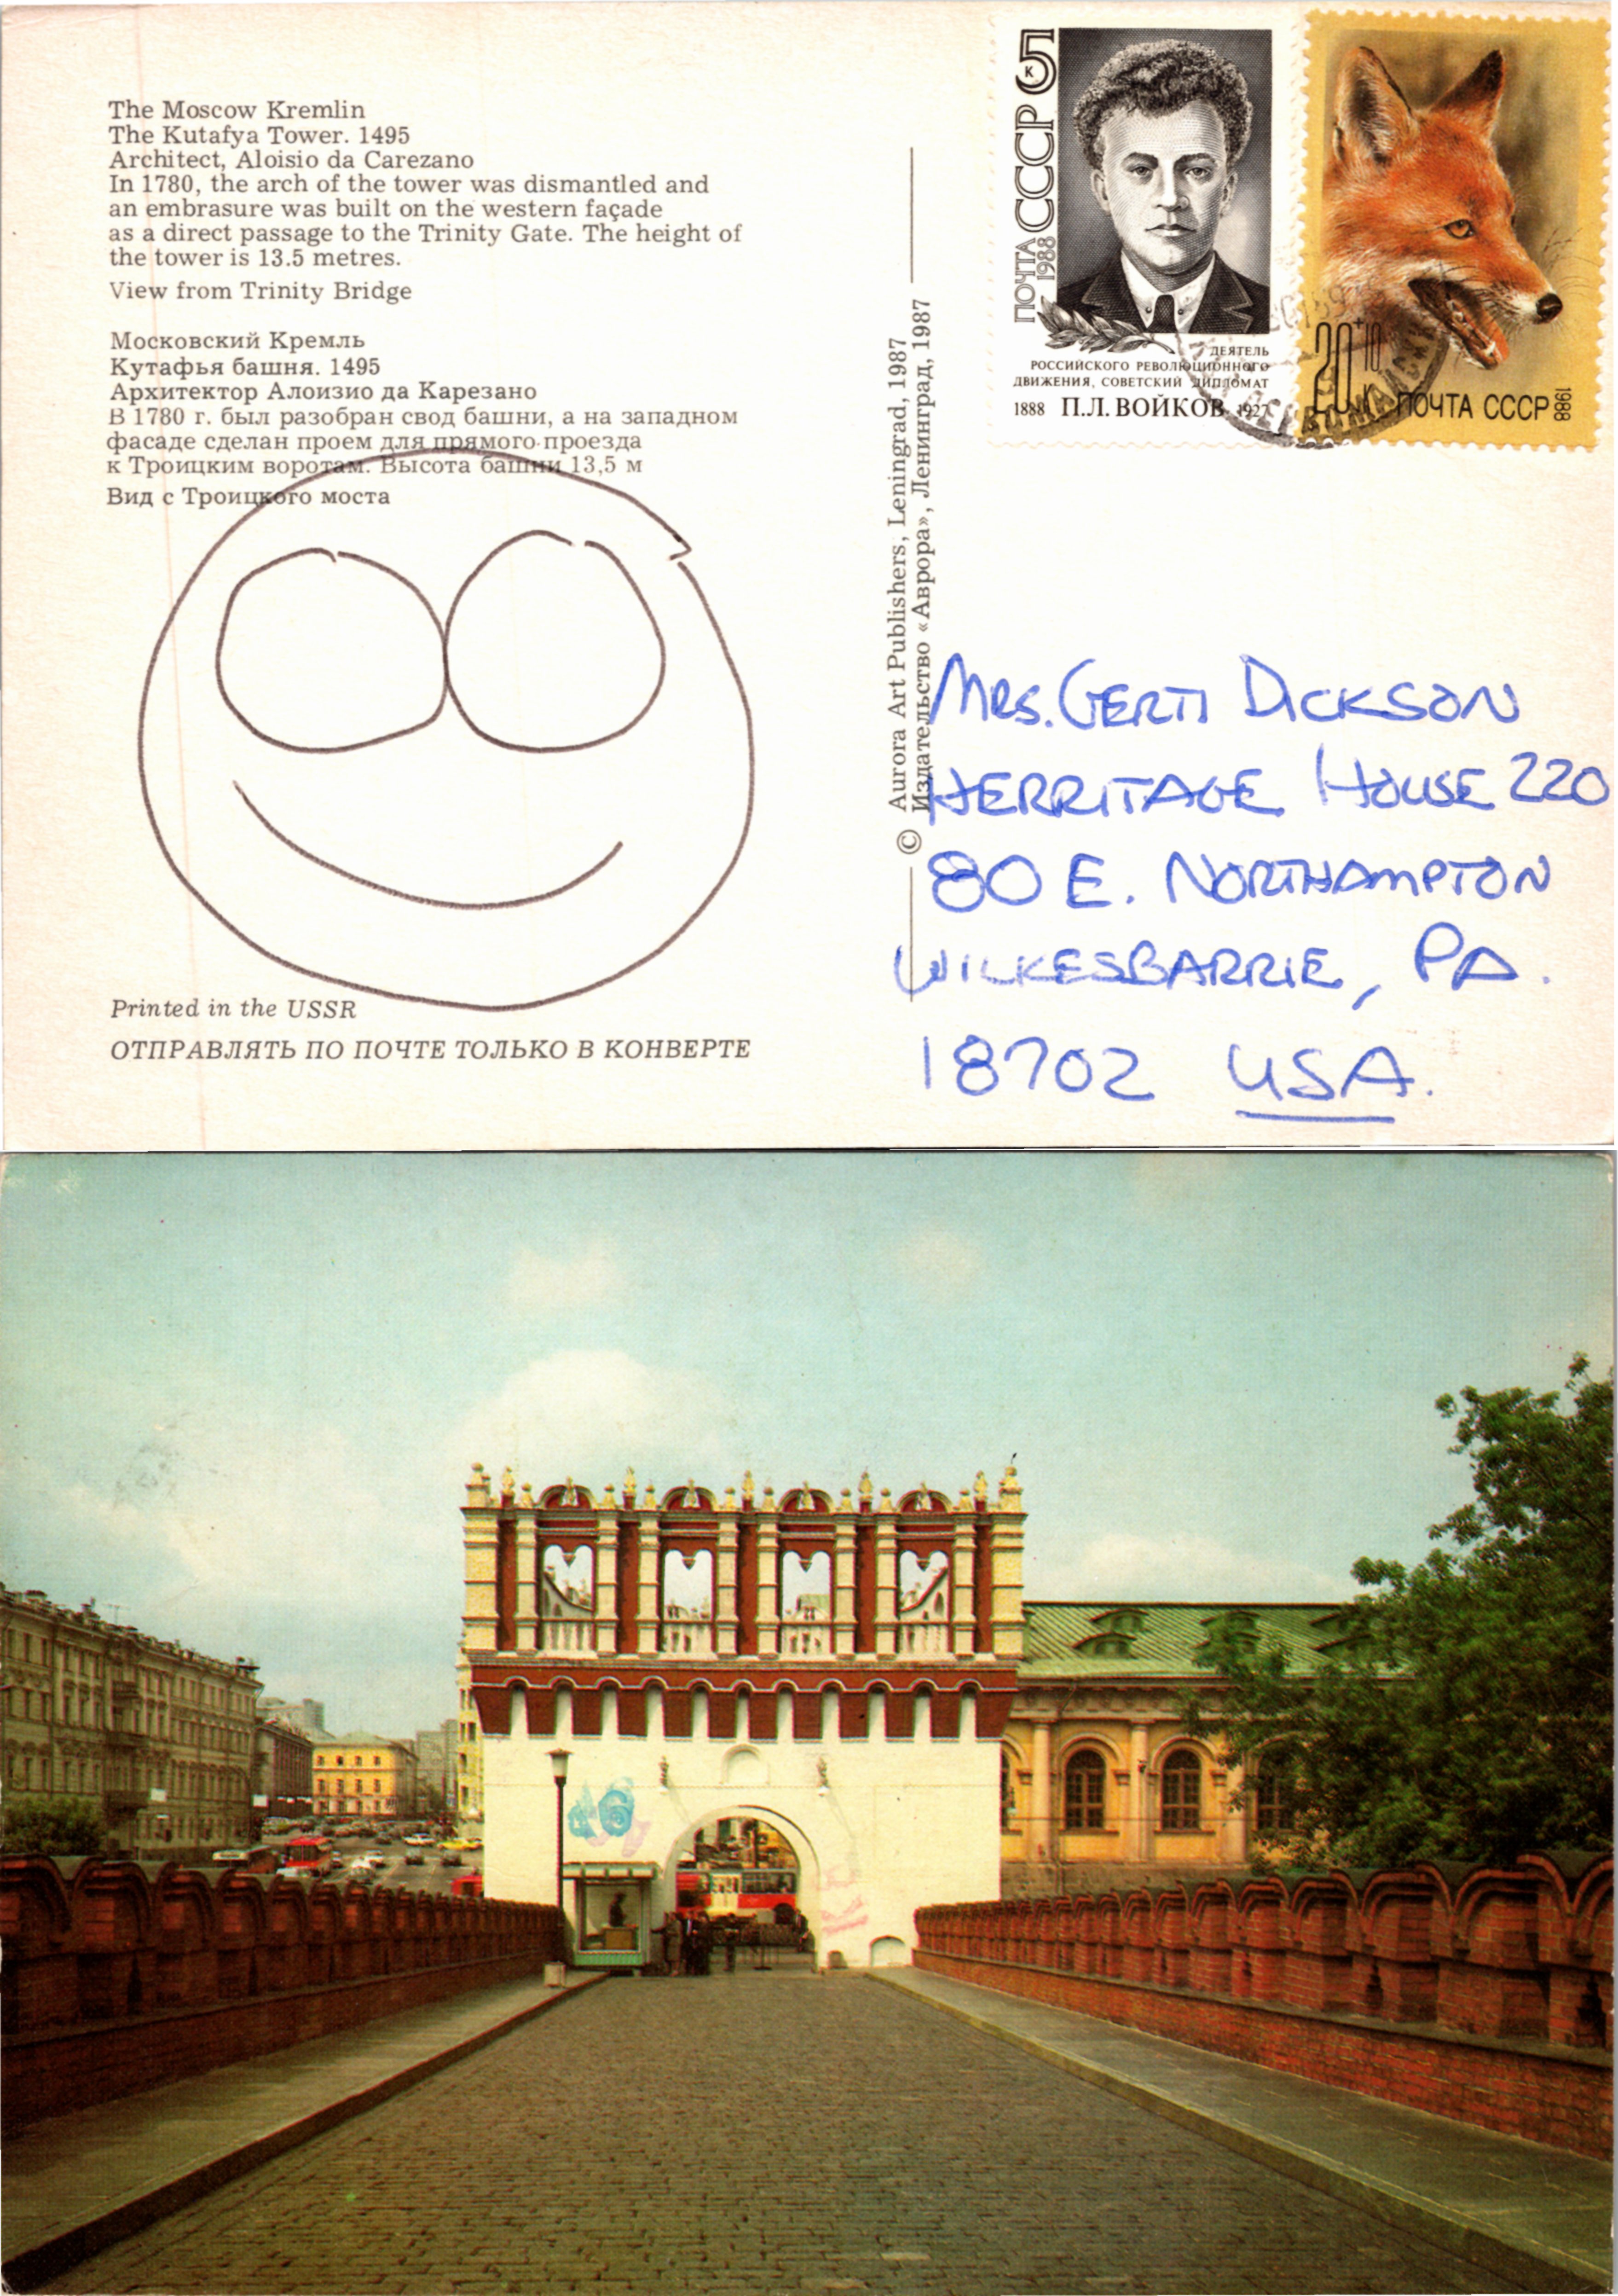 The Moscow Kremlin
The Kutafya Tower. 1495
Architect, Aloisio da Carezano
In 1780, the arch of the tower was dismantled and
an embrasure was built on the western façade
as a direct passage to the Trinity Gate. The height of
the tower is 13.5 metres.
View from Trinity Bridge
Московский Кремль
Кутафья башня. 1495
Архитектор Алоизио да Карезано
В 1780 г. был разобран свод башни, а на западном
фасаде сделан проем для прямого проезда
к Троицким воротам. Высота башни 13,5 м
Вид с Троицкого моста
Printed in the USSR
ОТПРАВЛЯТЬ ПО ПОЧТЕ ТОЛЬКО В КОНВЕРТЕ
© Aurora Art Publishers, Leningrad, 1987
Издательство «Аврора», Ленинград, 1987
5 к
ПОЧТА СССР
1988
ДЕЯТЕЛЬ
РОССИЙСКОГО РЕВОЛЮЦИОННОГО
ДВИЖЕНИЯ, СОВЕТСКИЙ ДИПЛОМАТ
1888 П.Л. ВОЙКОВ 1927
20+10
к ПОЧТА СССР 1988
MRS. GERTI DICKSON
HERRITAGE HOUSE 220
80 E. NORTHAMPTON
WILKESBARRIE, PA.
18702 USA.